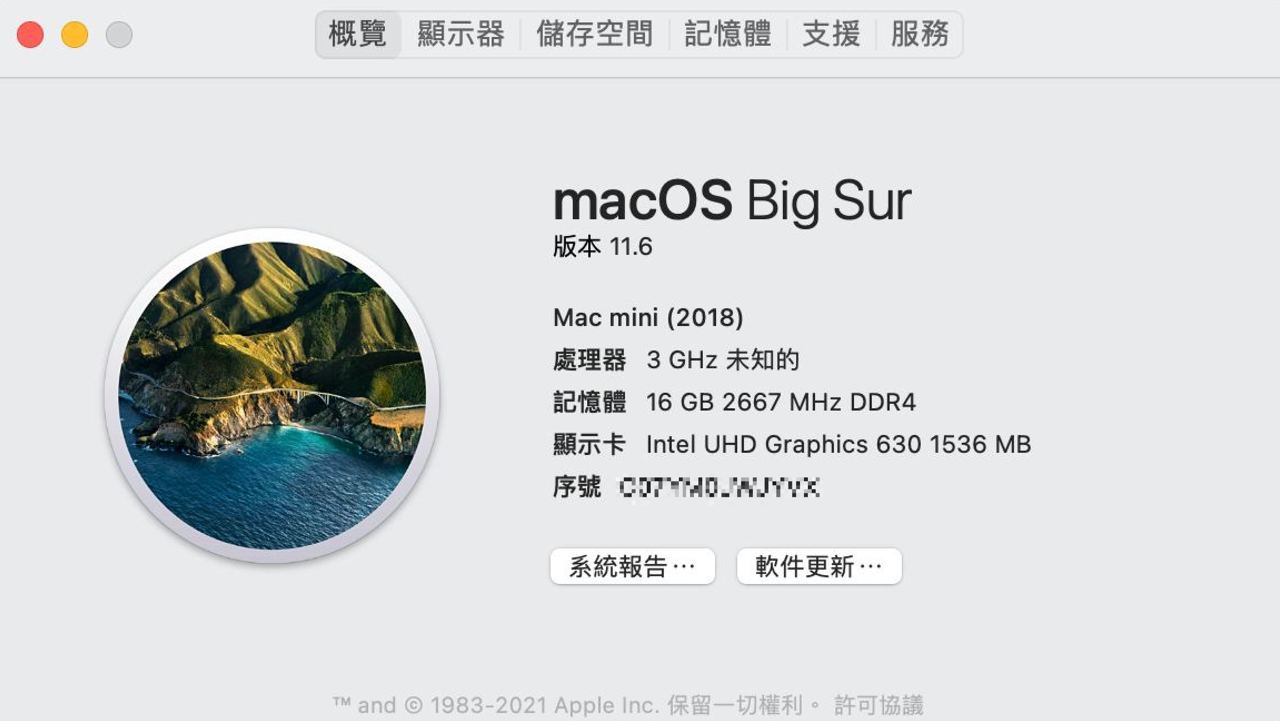 概覽 顯示器 儲存空間 記憶體 支援 服務
macOS Big Sur
版本 11.6
Mac mini (2018)
處理器 3 GHz 未知的
記憶體 16 GB 2667 MHz DDR4
顯示卡 Intel UHD Graphics 630 1536 MB
序號
系統報告⋯ 軟件更新⋯
™ and © 1983-2021 Apple Inc. 保留一切權利。 許可協議